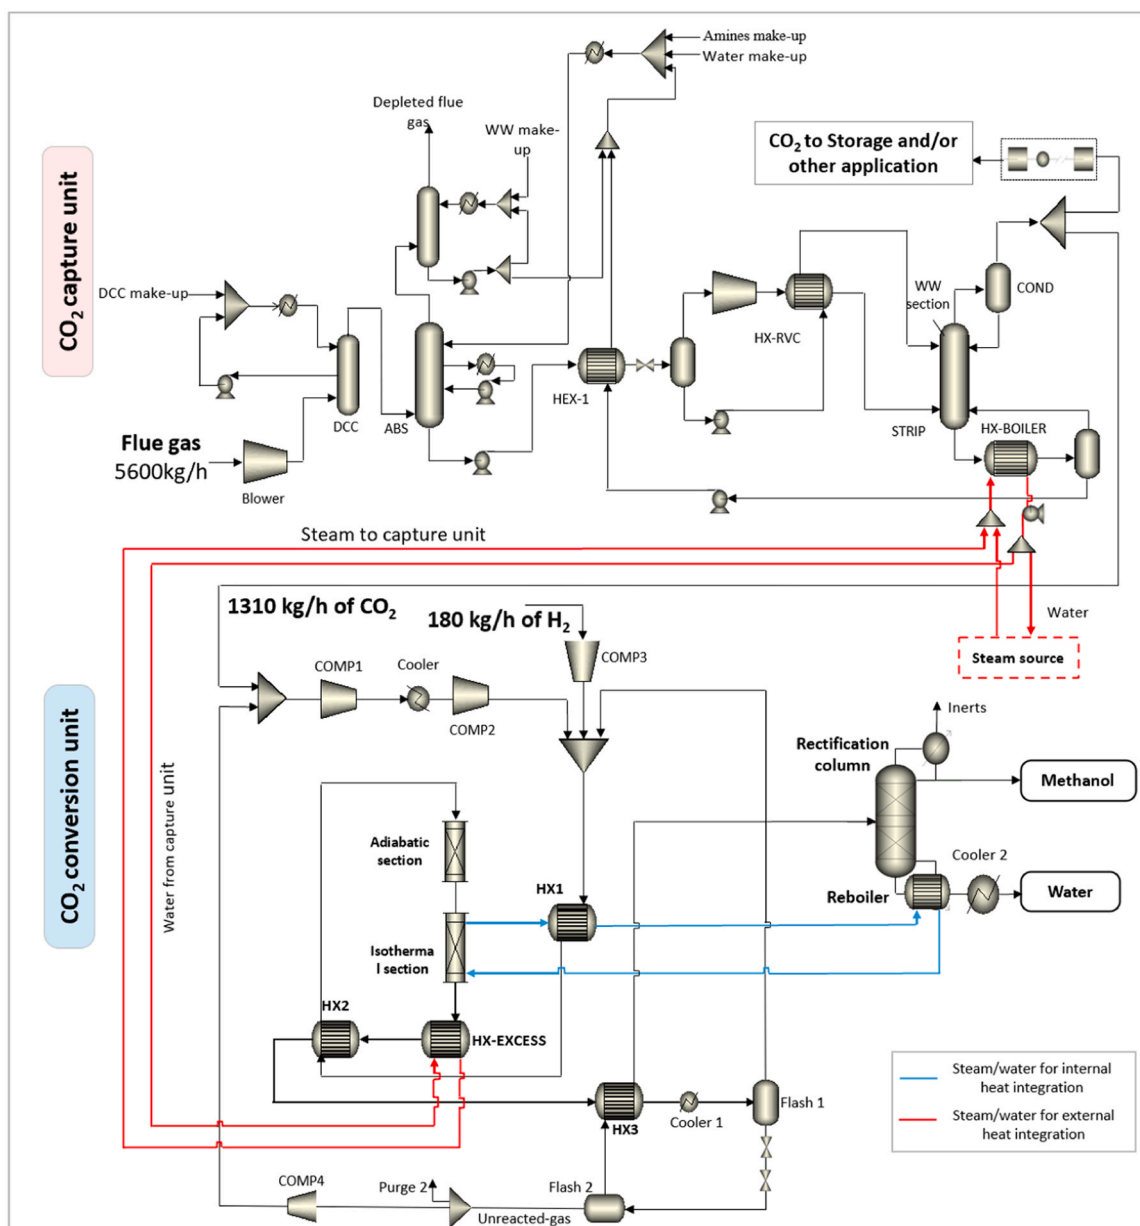 Amines make-up
Water make-up
Depleted flue
gas
WW make-
up
CO2 to Storage and/or
other application
CO2 capture unit
DCC make-up
WW
section
COND
HX-RVC
HEX-1
DCC
ABS
STRIP
HX-BOILER
Flue gas
5600kg/h
Blower
Steam to capture unit
1310 kg/h of CO2
180 kg/h of H2
Water
Steam source
COMP3
COMP1
Cooler
COMP2
Inerts
Rectification
column
Methanol
CO2 conversion unit
Water from capture unit
Adiabatic
section
Cooler 2
HX1
Reboiler
Water
Isotherma
l section
HX2
HX-EXCESS
Steam/water for internal
heat integration
Steam/water for external
heat integration
Flash 1
Cooler 1
HX3
COMP4
Purge 2
Flash 2
Unreacted-gas